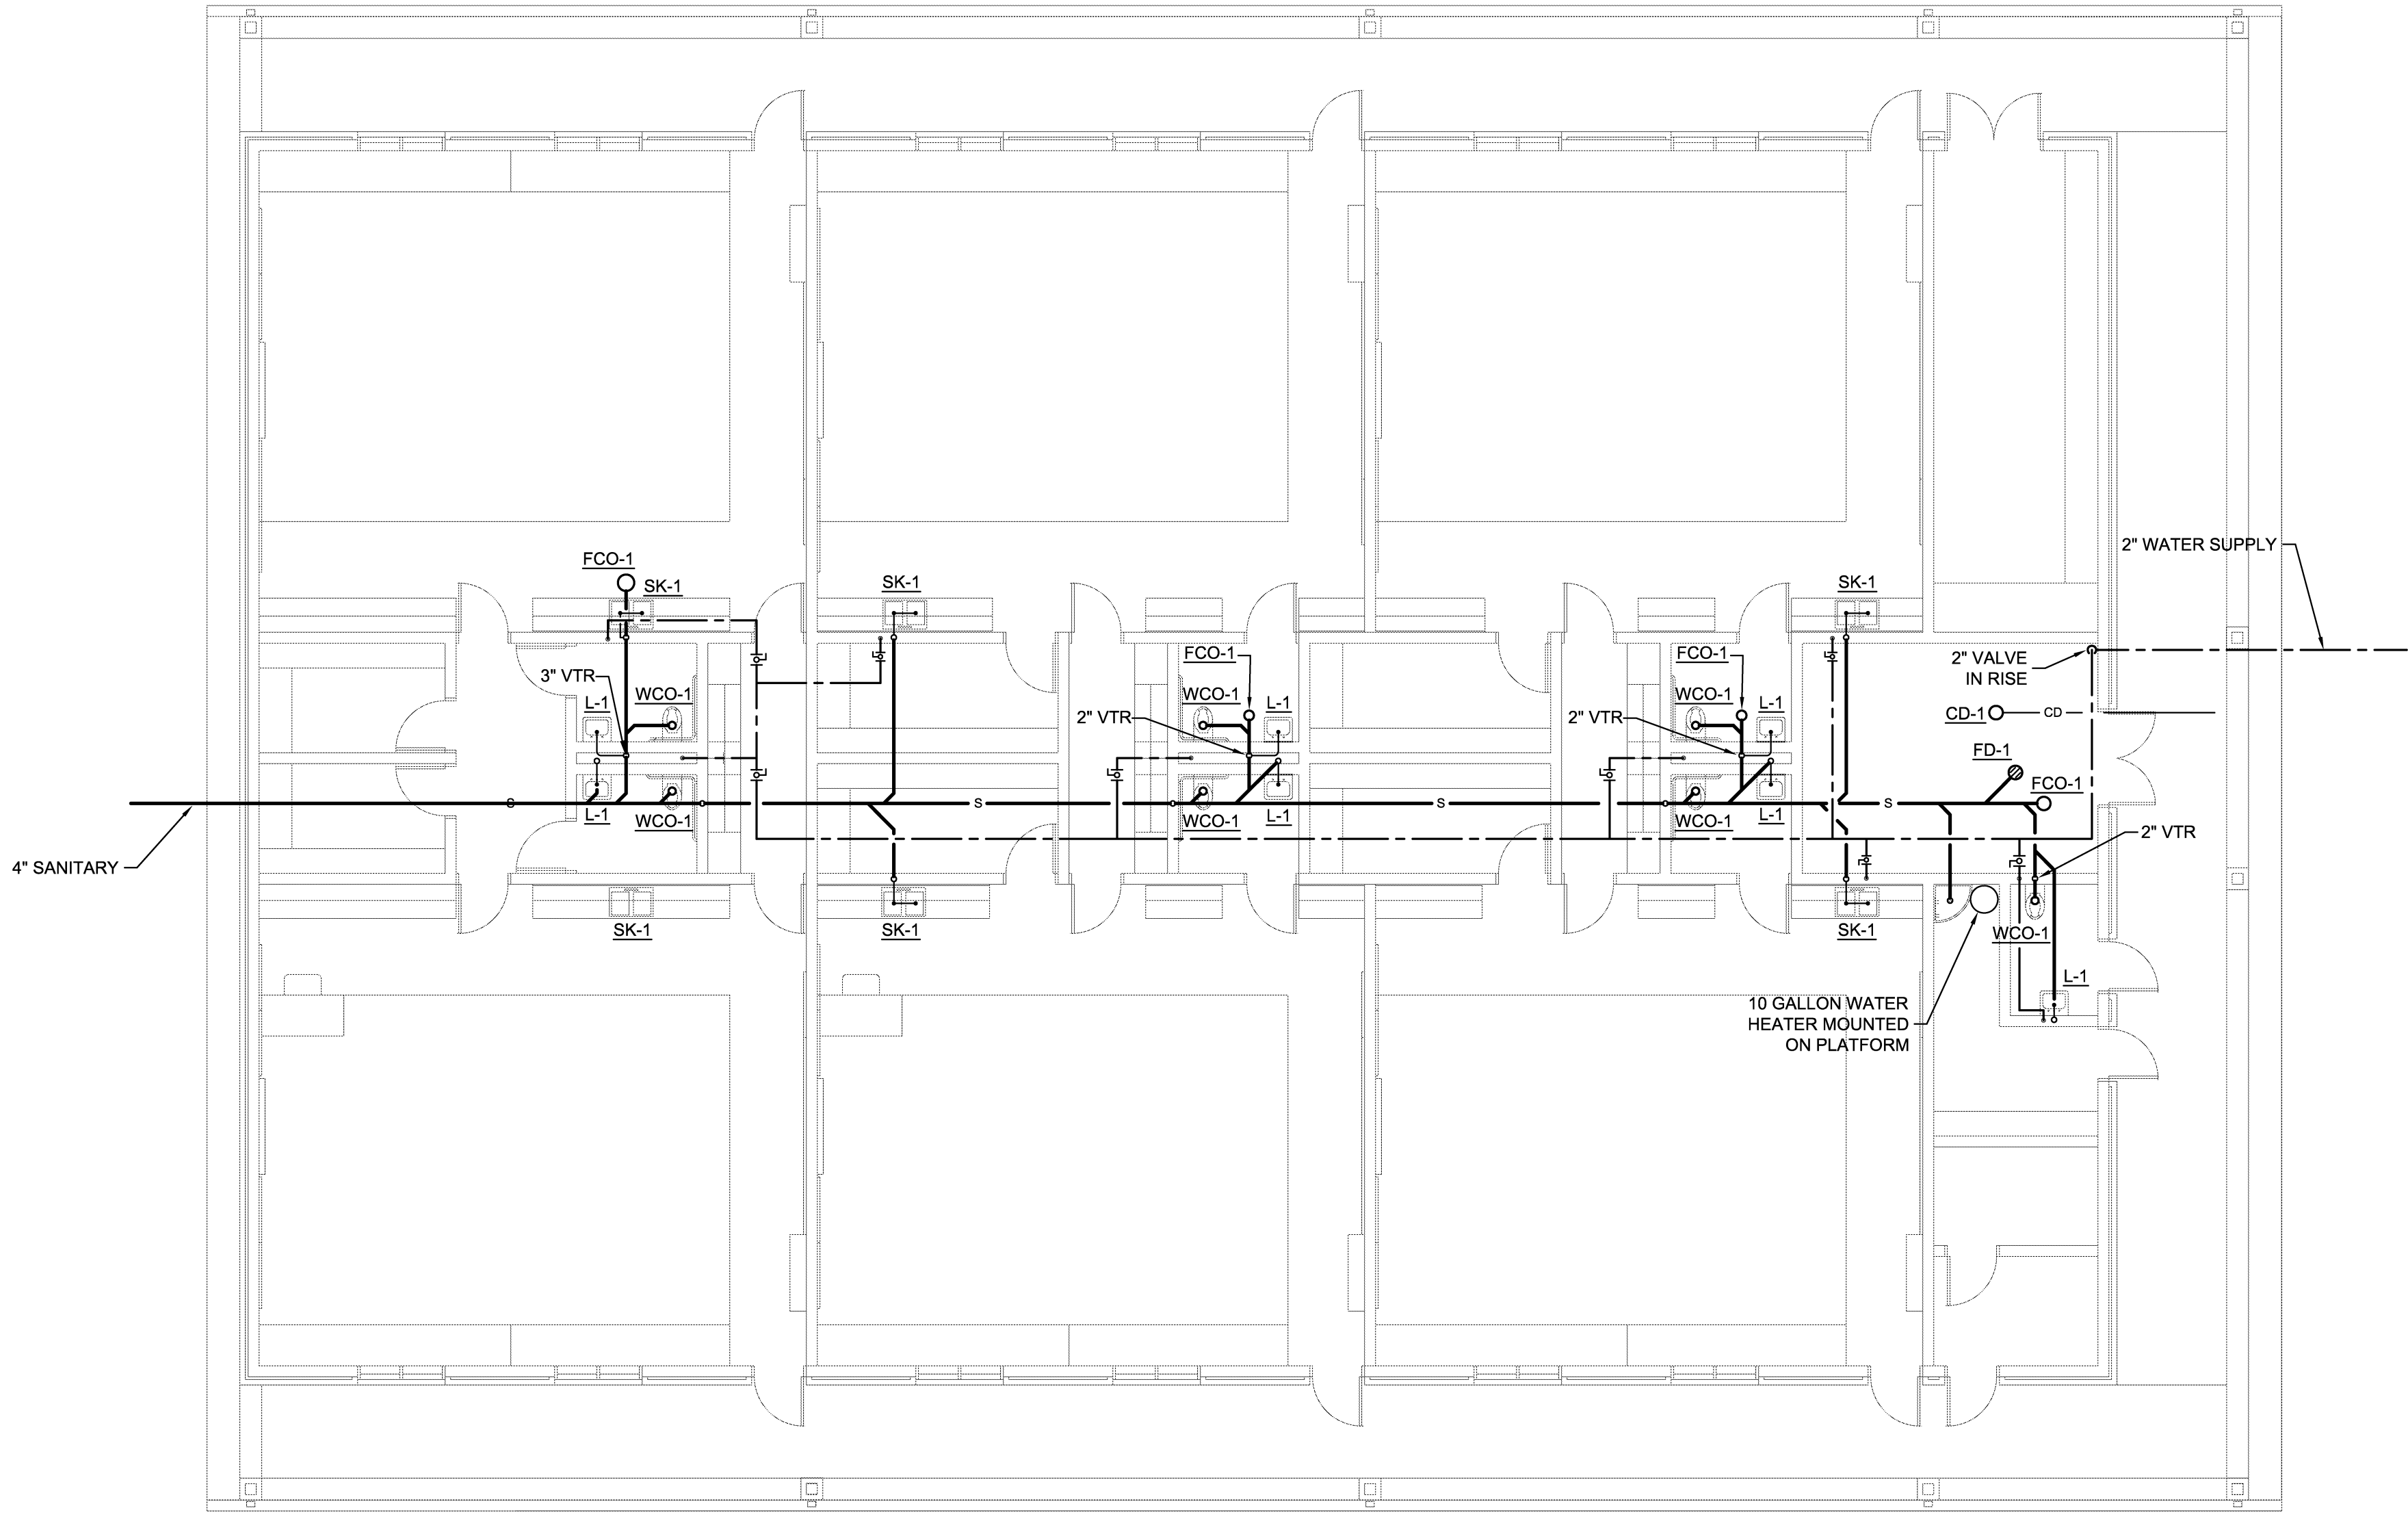 2" WATER SUPPLY
FCO-1
SK-1
SK-1
SK-1
FCO-1
FCO-1
2" VALVE
IN RISE
3" VTR
WCO-1
WCO-1
WCO-1
L-1
L-1
L-1
2" VTR
2" VTR
CD-1
CD
FD-1
FCO-1
S
S
S
S
L-1
WCO-1
WCO-1
L-1
WCO-1
L-1
2" VTR
4" SANITARY
SK-1
SK-1
SK-1
WCO-1
L-1
10 GALLON WATER
HEATER MOUNTED
ON PLATFORM